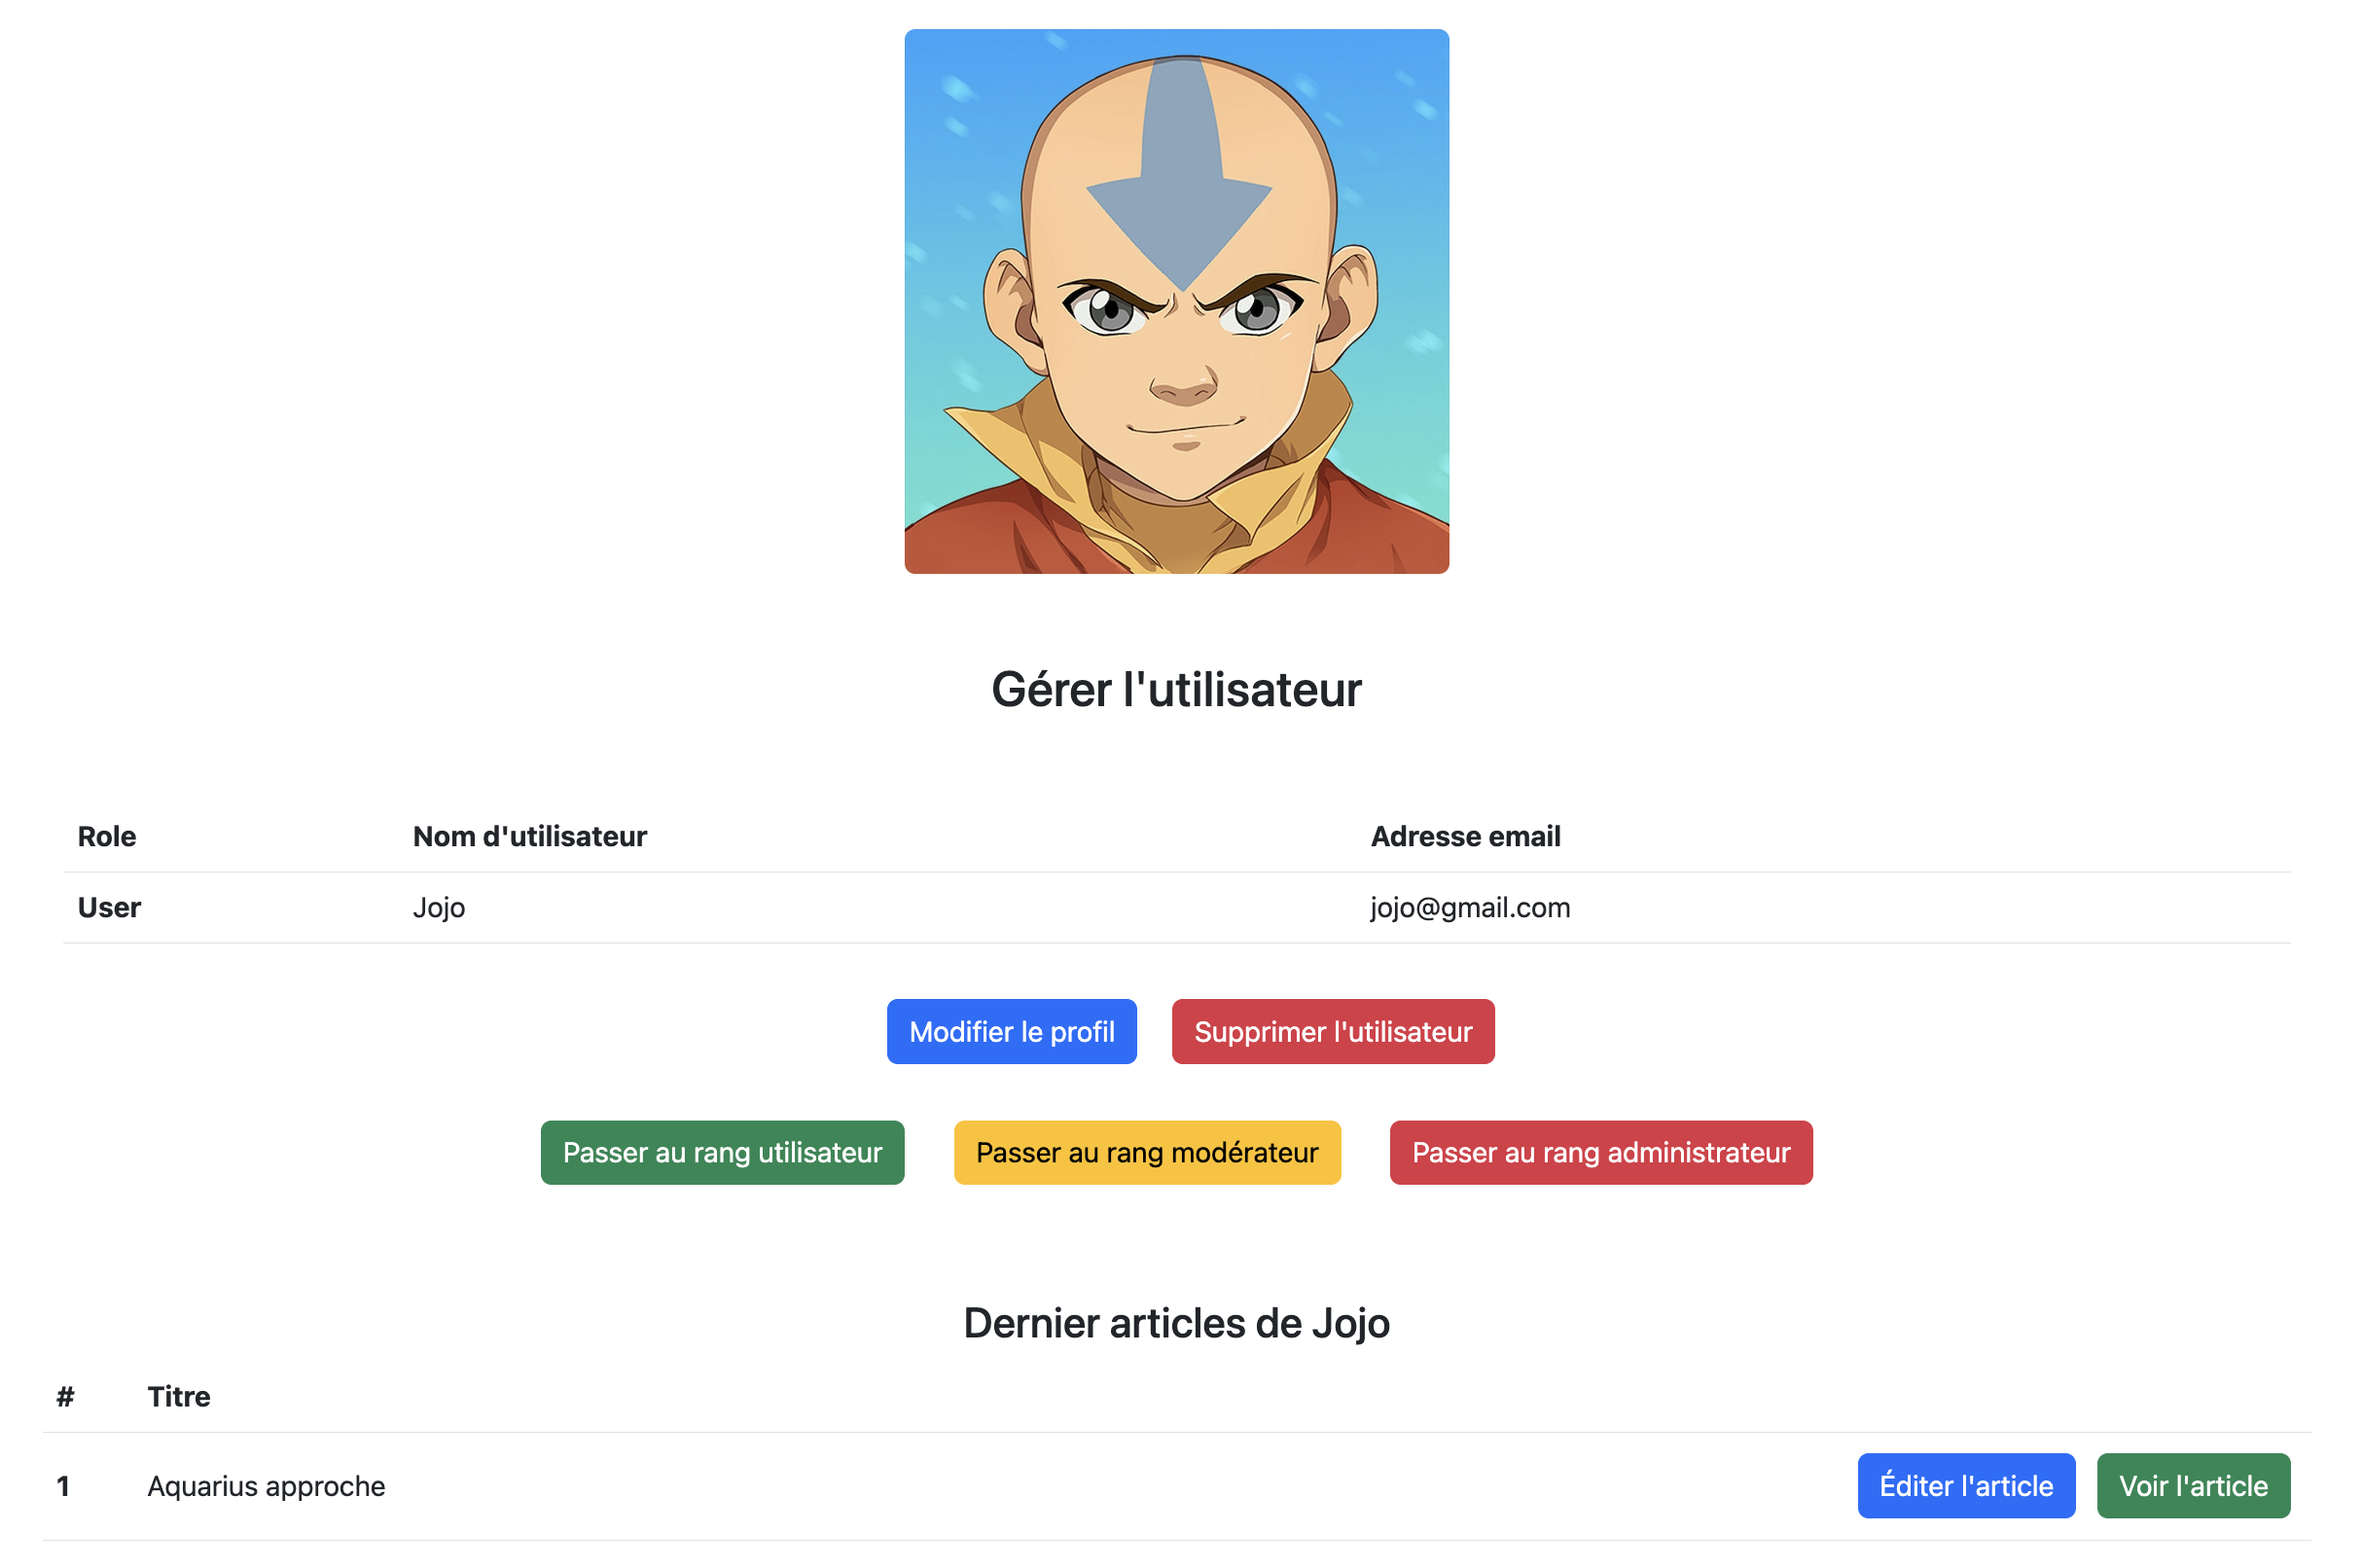 Gérer l'utilisateur
Role Nom d'utilisateur Adresse email
User Jojo jojo@gmail.com
Modifier le profil Supprimer l'utilisateur
Passer au rang utilisateur Passer au rang modérateur Passer au rang administrateur
Dernier articles de Jojo
# Titre
1 Aquarius approche Éditer l'article Voir l'article